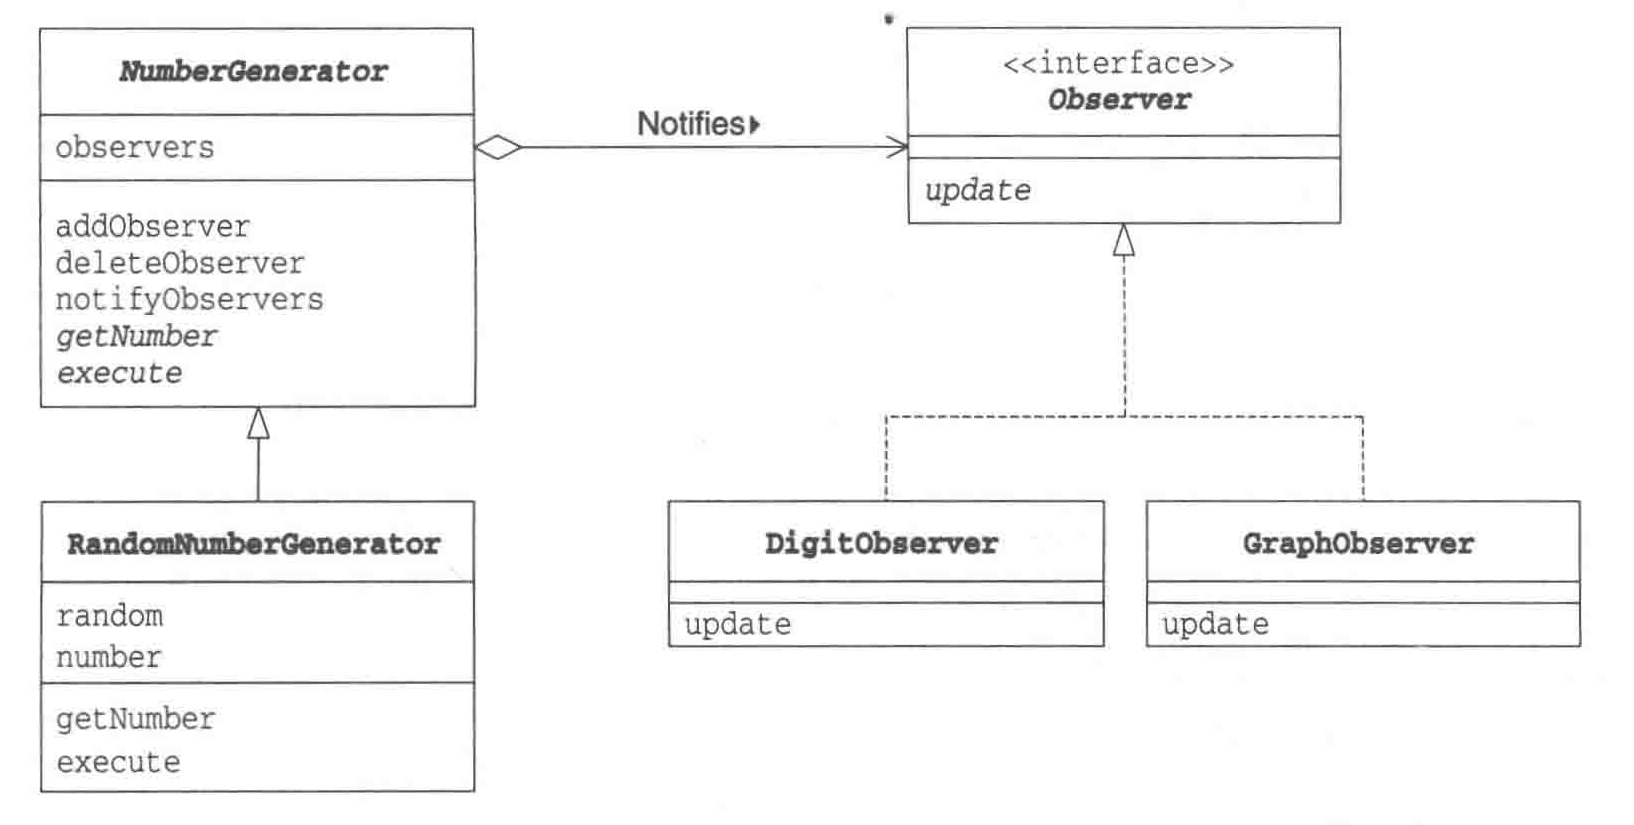 NumberGenerator
observers
addObserver
deleteObserver
notifyObservers
getNumber
execute
Notifies
<<interface>>
Observer
update
RandomNumberGenerator
random
number
getNumber
execute
DigitObserver
update
GraphObserver
update